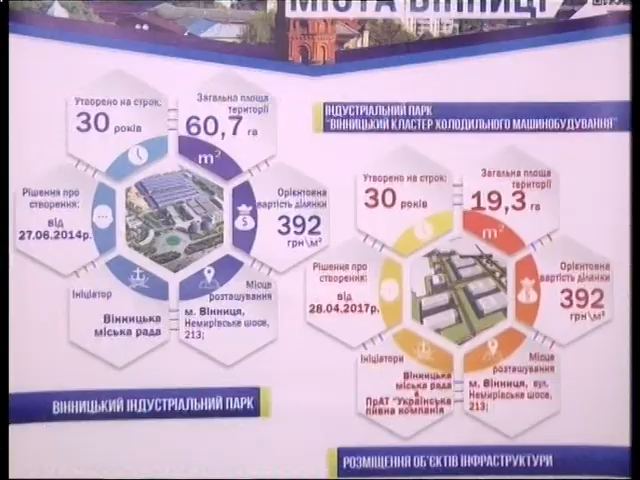 МІСТА ВІННИЦІ
Утворено на строк:
30 років
Загальна площа
території
60,7 га
m²
Рішення про
створення:
від
27.06.2014р.
Орієнтовна
вартість ділянки
392
грн\м²
Ініціатор
Вінницька
міська рада
Місце
розташування
м. Вінниця,
Немирівське шосе,
213;
ВІННИЦЬКИЙ ІНДУСТРІАЛЬНИЙ ПАРК
ІНДУСТРІАЛЬНИЙ ПАРК
"ВІННИЦЬКИЙ КЛАСТЕР ХОЛОДИЛЬНОГО МАШИНОБУДУВАННЯ"
Утворено на строк:
30 років
Загальна площа
території
19,3 га
m²
Рішення про
створення:
від
28.04.2017р.
Орієнтовна
вартість ділянки
392
грн\м²
Ініціатори
Вінницька
міська рада
&
ПрАТ "Українська
пивна компанія
Місце
розташування
м. Вінниця, вул.
Немирівське шосе,
213;
РОЗМІЩЕННЯ ОБ'ЄКТІВ ІНФРАСТРУКТУРИ